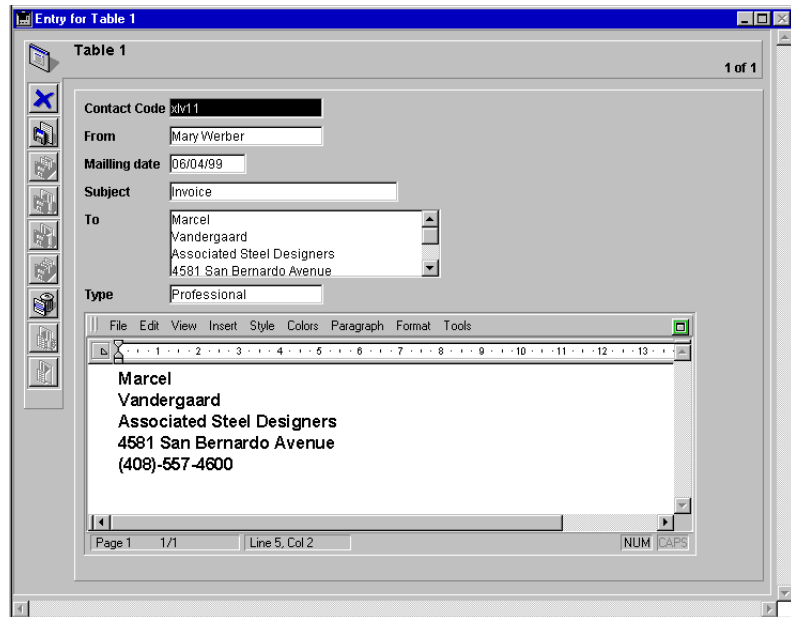 Entry for Table 1
Table 1
1 of 1
Contact Code xlv11
From Mary Werber
Mailling date 06/04/99
Subject Invoice
To Marcel
Vandergaard
Associated Steel Designers
4581 San Bernardo Avenue
Type Professional
File Edit View Insert Style Colors Paragraph Format Tools
1 2 3 4 5 6 7 8 9 10 11 12 13
Marcel
Vandergaard
Associated Steel Designers
4581 San Bernardo Avenue
(408)-557-4600
Page 1 1/1 Line 5, Col 2 NUM CAPS